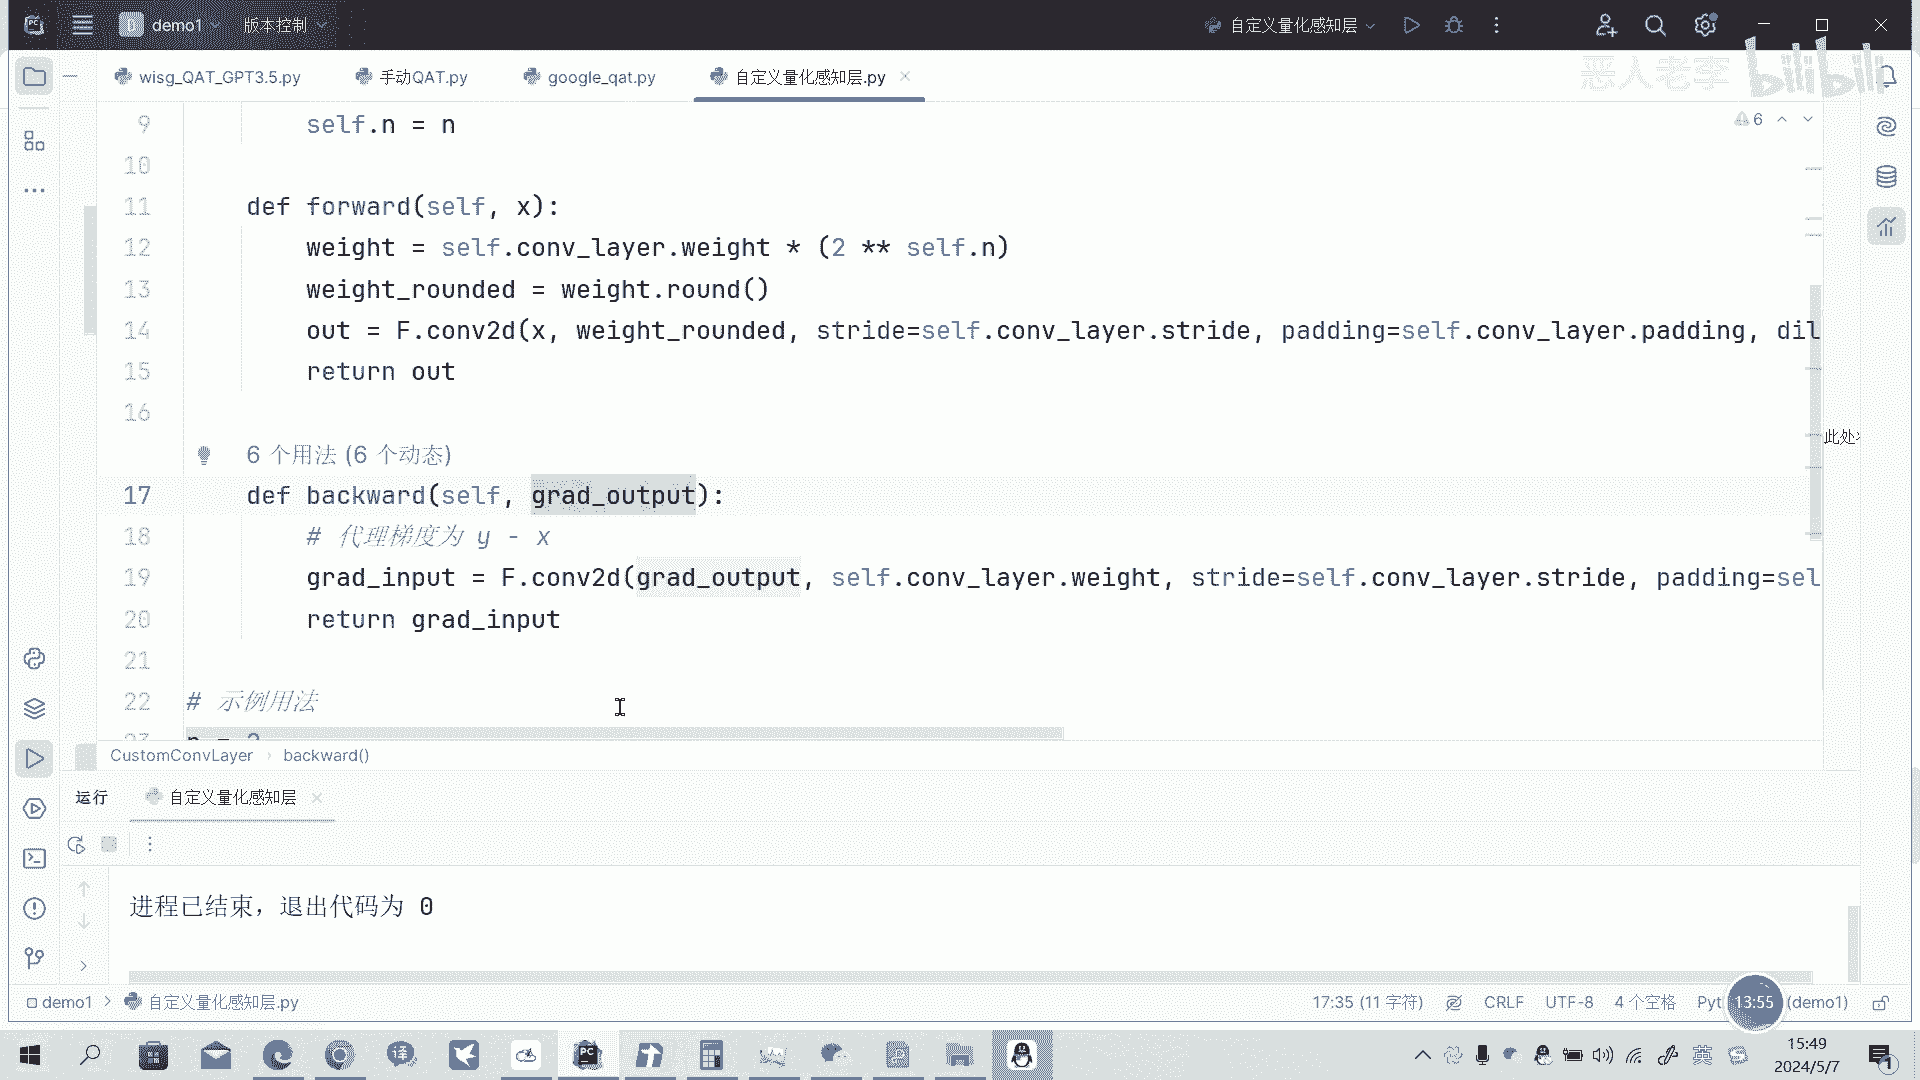 demo1
版本控制
自定义量化感知层
恶人老李 bilibili
wisg_QAT_GPT3.5.py
手动QAT.py
google_qat.py
自定义量化感知层.py
6
9 self.n = n
10
11 def forward(self, x):
12 weight = self.conv_layer.weight * (2 ** self.n)
13 weight_rounded = weight.round()
14 out = F.conv2d(x, weight_rounded, stride=self.conv_layer.stride, padding=self.conv_layer.padding, dil
15 return out
16
6 个用法 (6 个动态)
17 def backward(self, grad_output):
18 # 代理梯度为 y - x
19 grad_input = F.conv2d(grad_output, self.conv_layer.weight, stride=self.conv_layer.stride, padding=sel
20 return grad_input
21
22 # 示例用法
此处
CustomConvLayer
backward()
运行
自定义量化感知层
进程已结束，退出代码为 0
demo1
自定义量化感知层.py
17:35 (11 字符)
CRLF
UTF-8
4 个空格
Pyt
13:55
(demo1)
译
英
15:49
2024/5/7
1